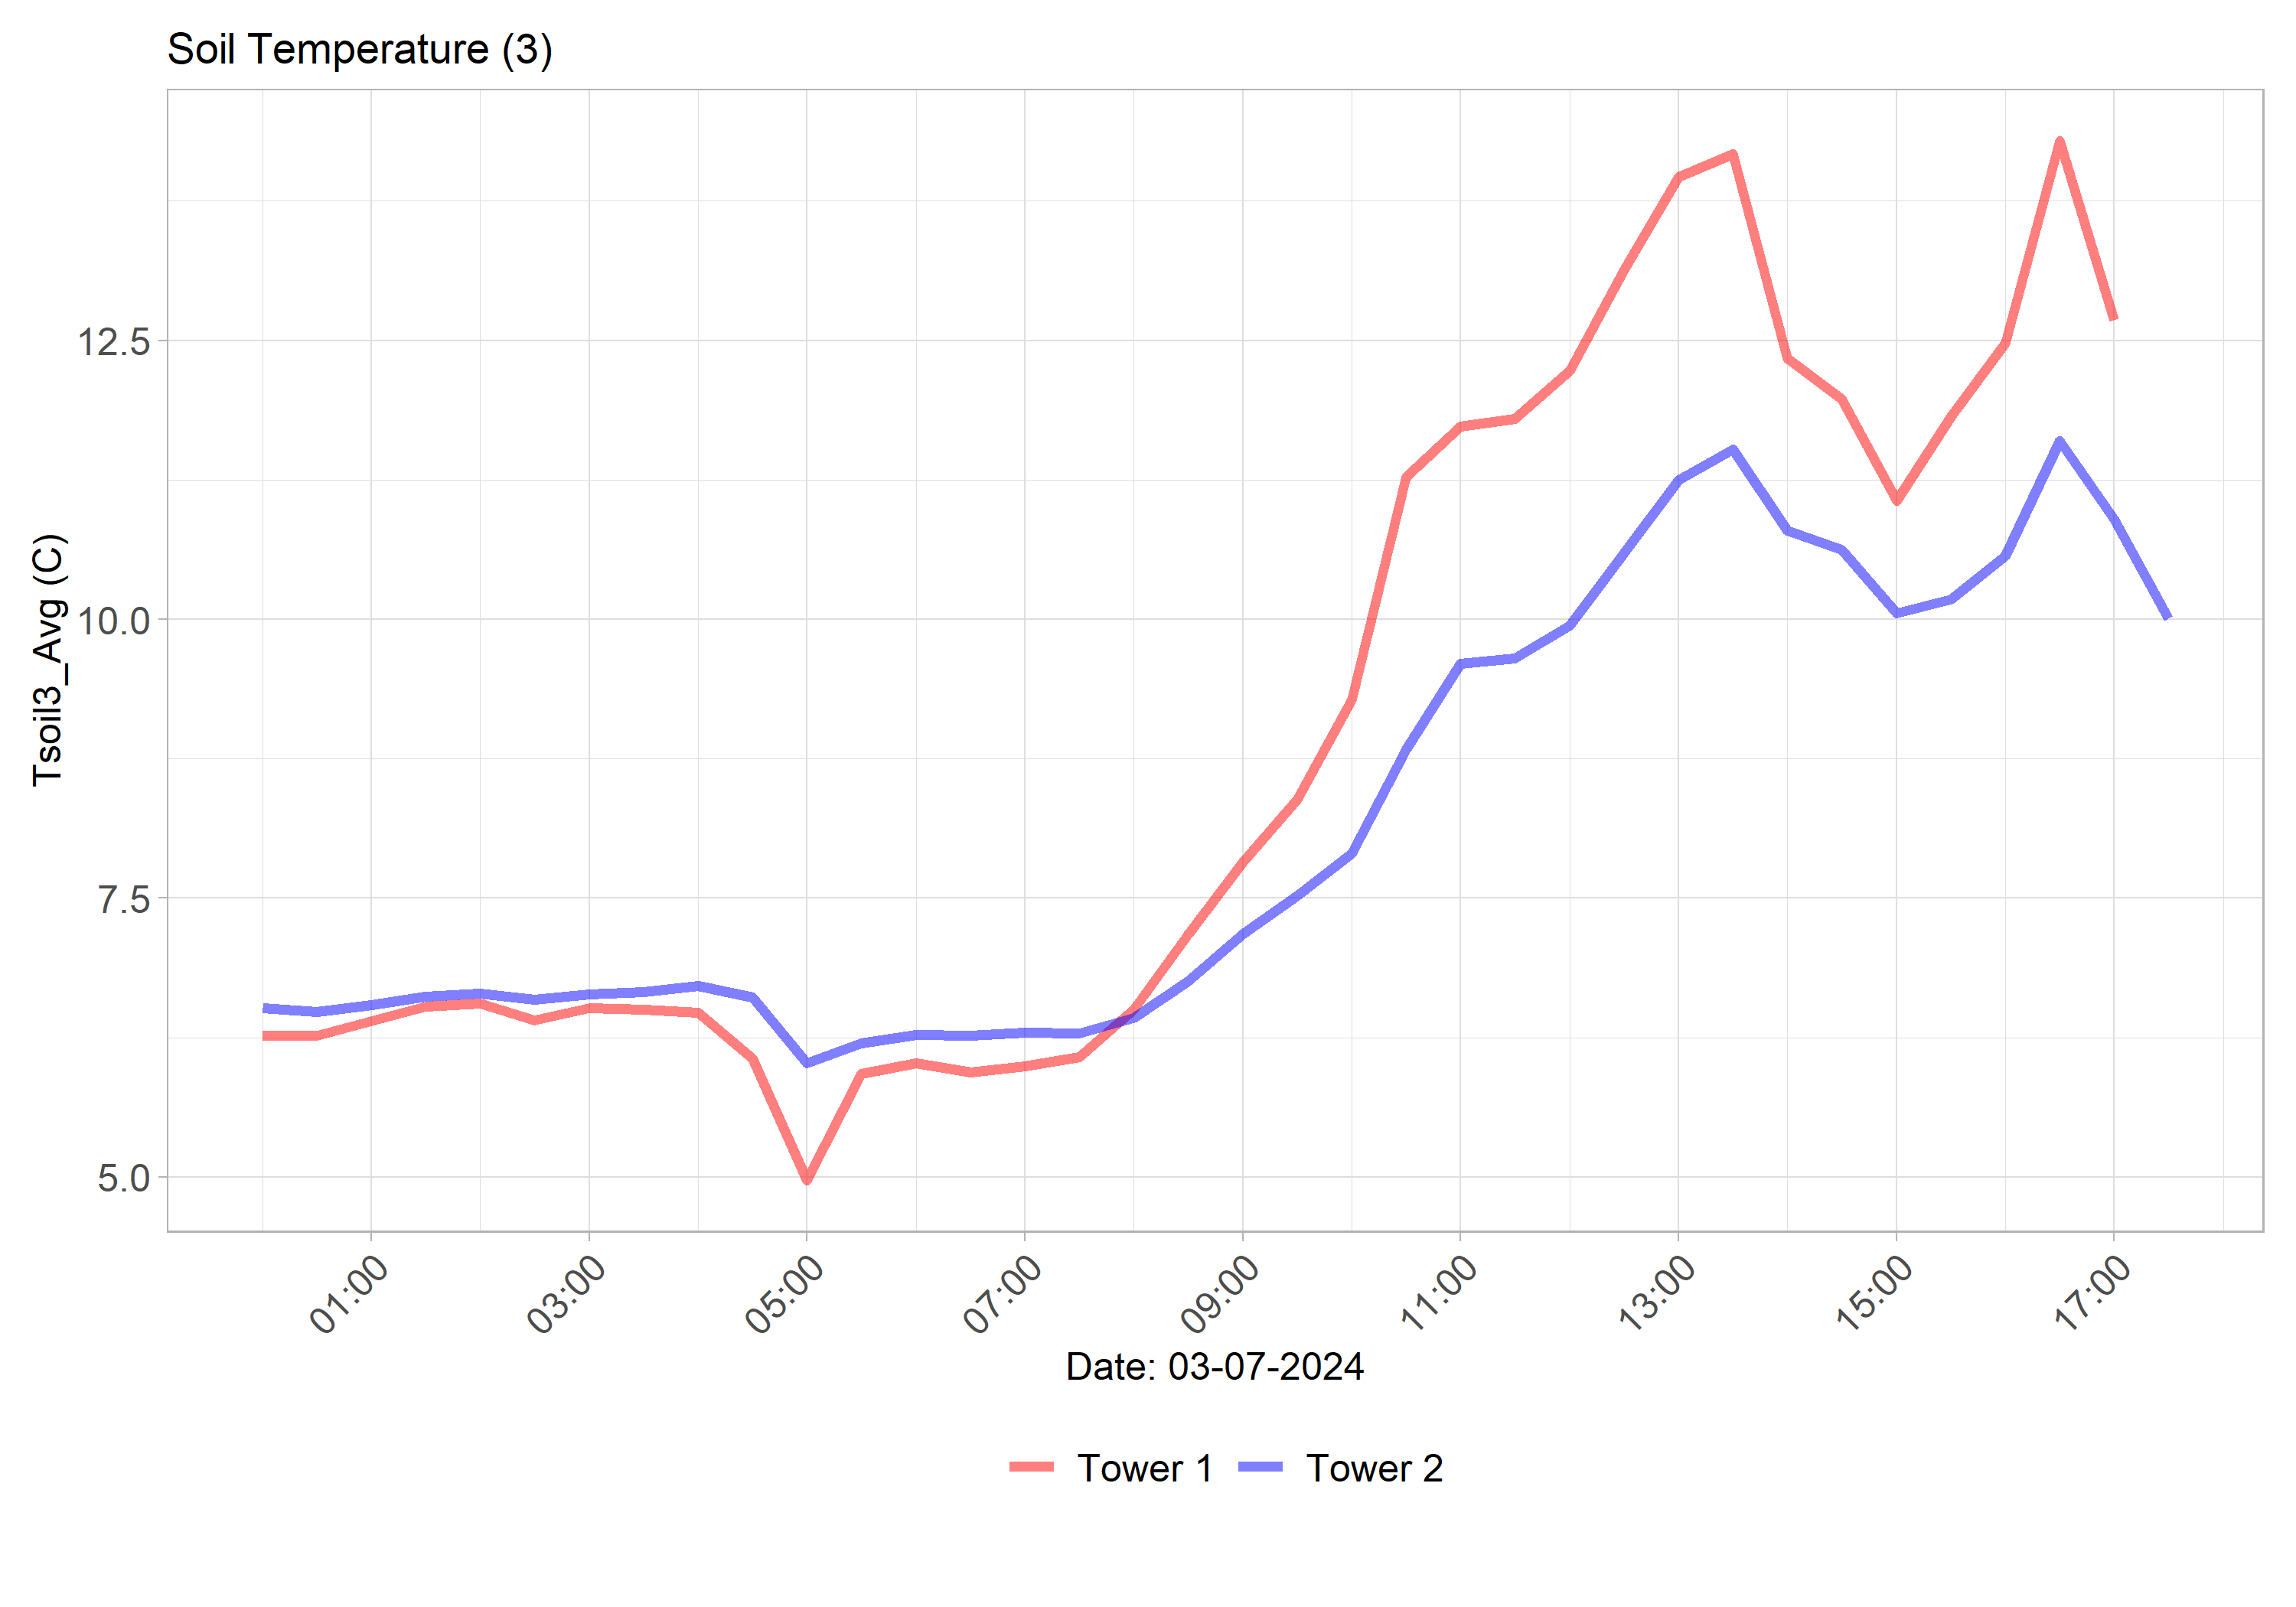 Soil Temperature (3)
Tsoil3_Avg (C)
12.5
10.0
7.5
5.0
01:00 03:00 05:00 07:00 09:00 11:00 13:00 15:00 17:00
Date: 03-07-2024
Tower 1 Tower 2